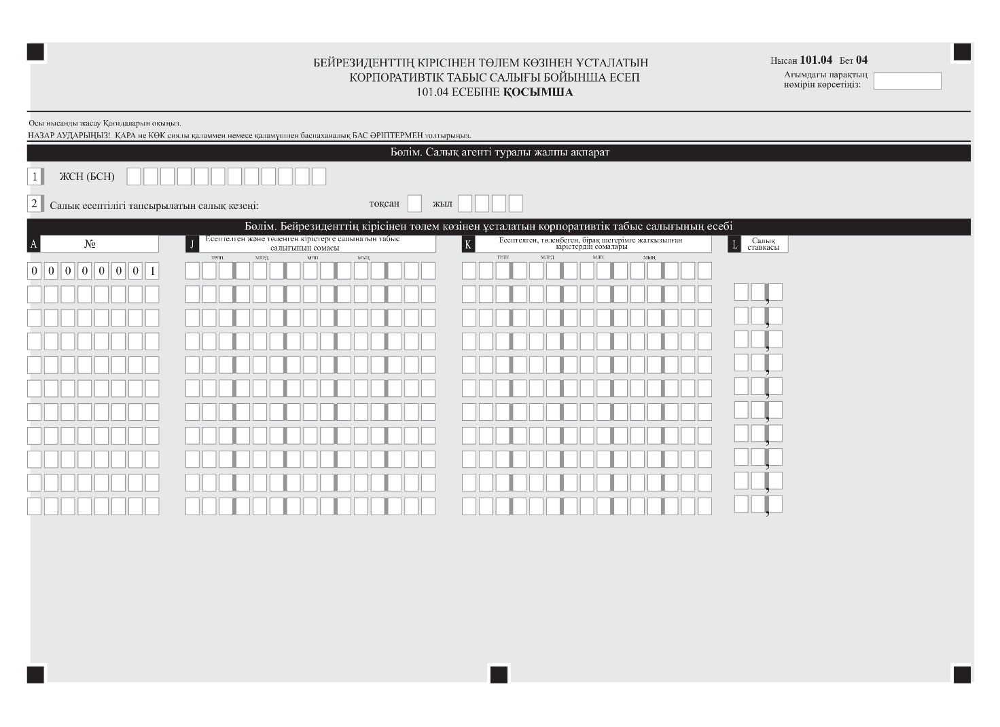 БЕЙРЕЗИДЕНТТІҢ КІРІСІНЕН ТӨЛЕМ КӨЗІНЕН ҰСТАЛАТЫН
КОРПОРАТИВТІК ТАБЫС САЛЫҒЫ БОЙЫНША ЕСЕП
101.04 ЕСЕБІНЕ ҚОСЫМША
Нысан 101.04 Бет 04
Ағымдағы парақтың
нөмірін көрсетіңіз:
Осы нысанды жасау Қағидаларын оқыңыз.
НАЗАР АУДАРЫҢЫЗ! ҚАРА не КӨК сиялы қаламмен немесе қаламұшпен баспаханалық БАС ӘРІПТЕРМЕН толтырыңыз.
Бөлім. Салық агенті туралы жалпы ақпарат
1 ЖСН (БСН)
2 Салық есептілігі тапсырылатын салық кезеңі: тоқсан жыл
Бөлім. Бейрезиденттің кірісінен төлем көзінен ұсталатын корпоративтік табыс салығының есебі
A №
J Есептелген және төленген кірістерге салынатын табыс
салығының сомасы
K Есептелген, төленбеген, бірақ шегерімге жатқызылған
кірістердің сомалары
L Салық
ставкасы
ТРЛН. МЛРД. МЛН. МЫҢ ТРЛН. МЛРД. МЛН. МЫҢ
0 0 0 0 0 0 0 1
,
,
,
,
,
,
,
,
,
,